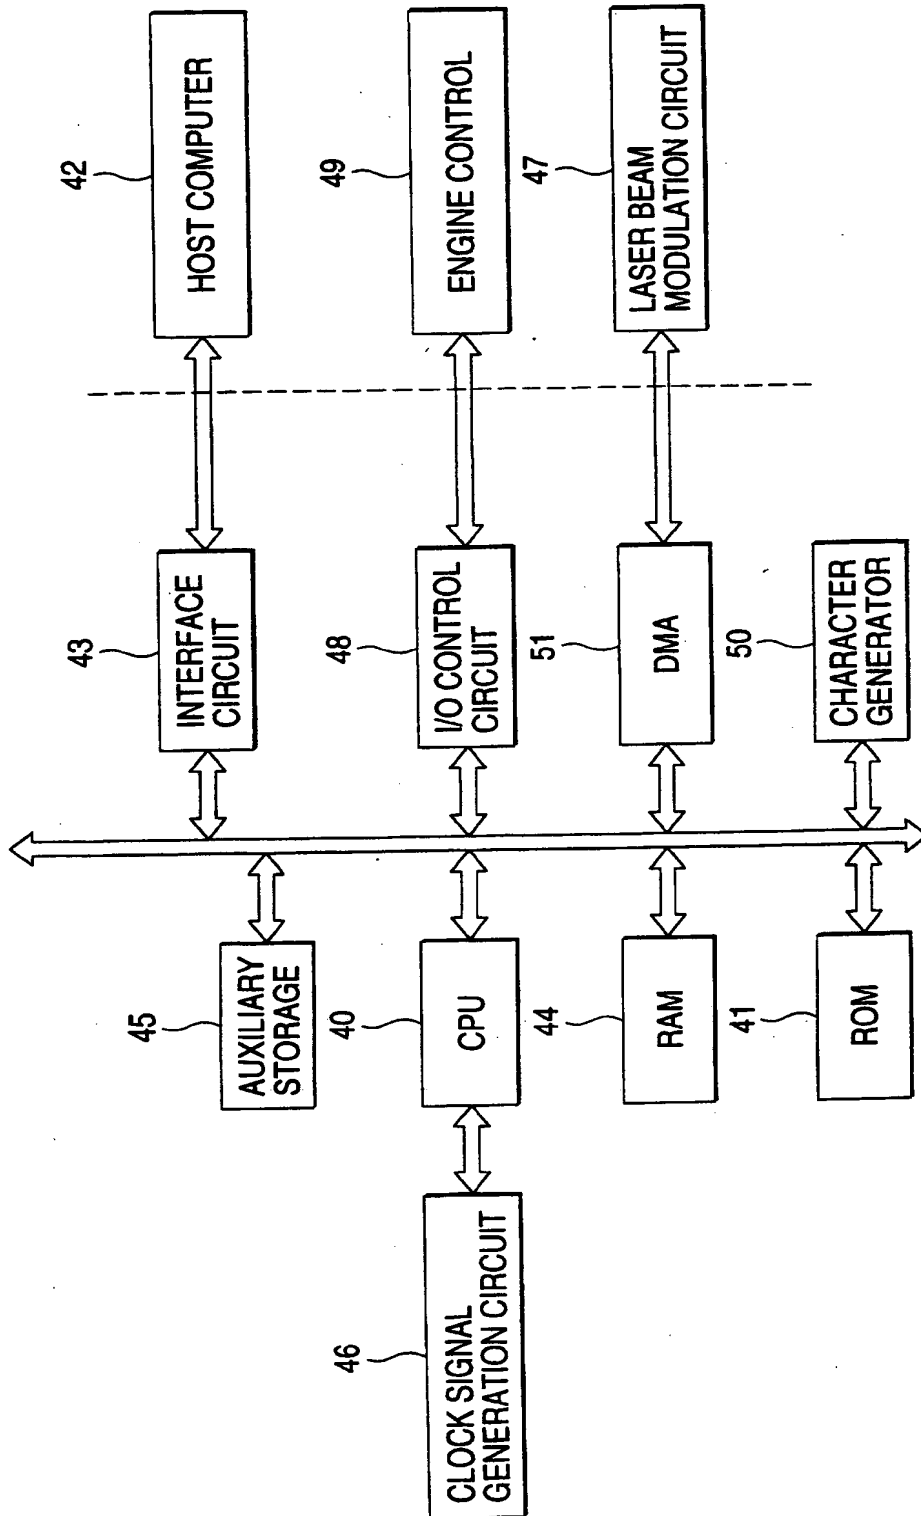 42
HOST COMPUTER
49
ENGINE CONTROL
47
LASER BEAM
MODULATION CIRCUIT
43
INTERFACE
CIRCUIT
48
I/O CONTROL
CIRCUIT
51
DMA
50
CHARACTER
GENERATOR
45
AUXILIARY
STORAGE
40
CPU
44
RAM
41
ROM
46
CLOCK SIGNAL
GENERATION CIRCUIT